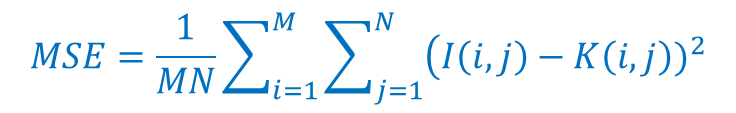 MSE = \frac{1}{MN} \sum_{i=1}^{M} \sum_{j=1}^{N} (I(i,j) - K(i,j))^2